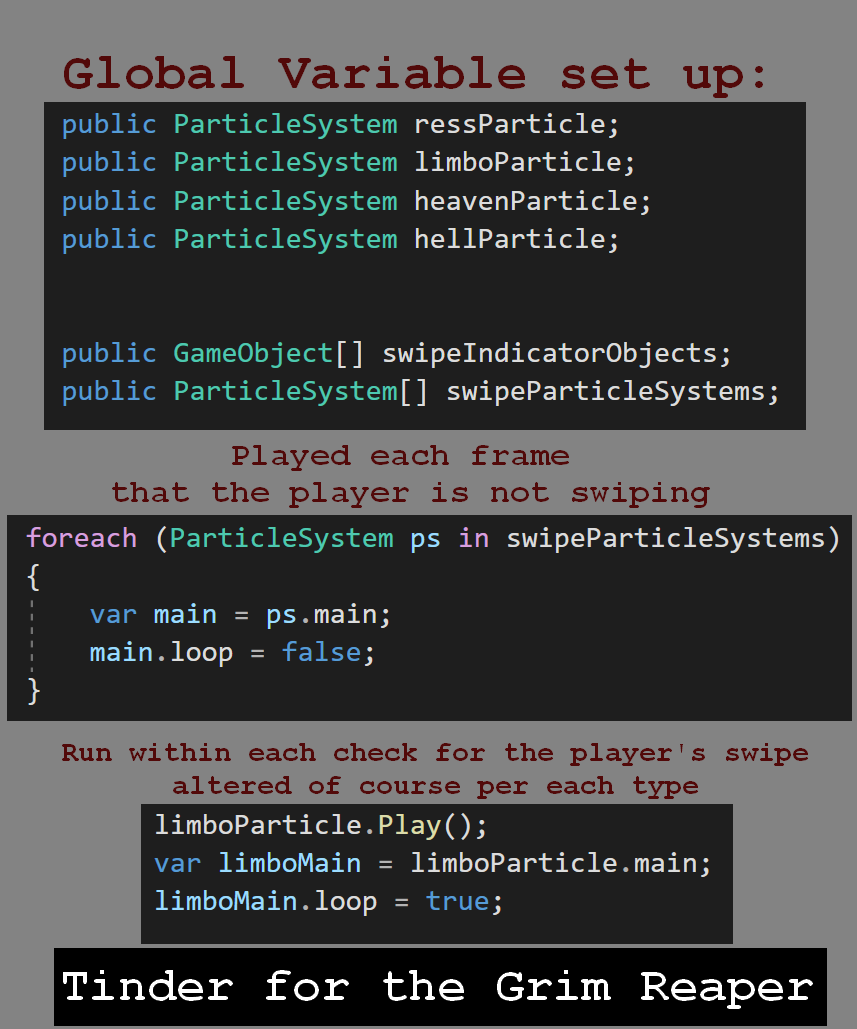 Global Variable set up:
public ParticleSystem ressParticle;
public ParticleSystem limboParticle;
public ParticleSystem heavenParticle;
public ParticleSystem hellParticle;
public GameObject[] swipeIndicatorObjects;
public ParticleSystem[] swipeParticleSystems;
Played each frame
that the player is not swiping
foreach (ParticleSystem ps in swipeParticleSystems)
{
    var main = ps.main;
    main.loop = false;
}
Run within each check for the player's swipe
altered of course per each type
limboParticle.Play();
var limboMain = limboParticle.main;
limboMain.loop = true;
Tinder for the Grim Reaper